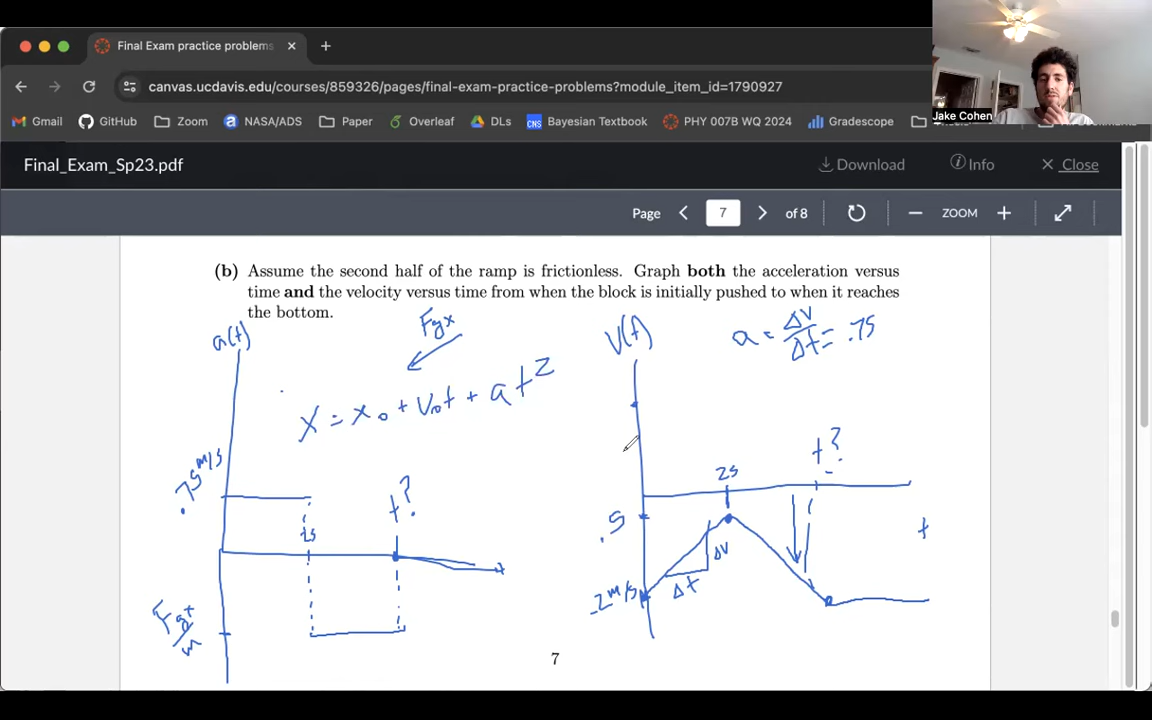 Final Exam practice problems
canvas.ucdavis.edu/courses/859326/pages/final-exam-practice-problems?module_item_id=1790927
Gmail GitHub Zoom NASA/ADS Paper Overleaf DLs Bayesian Textbook PHY 007B WQ 2024 Gradescope
Jake Cohen
Final_Exam_Sp23.pdf
Download Info Close
Page 7 of 8 ZOOM
(b) Assume the second half of the ramp is frictionless. Graph both the acceleration versus
time and the velocity versus time from when the block is initially pushed to when it reaches
the bottom.
a(t)
Fgx
X = x₀ + v₀t + at²
.75 m/s
t?
2s
V(t)
a = Δv/Δt = .75
2s
t?
.5
t
Δv
Δt
-2 m/s
7